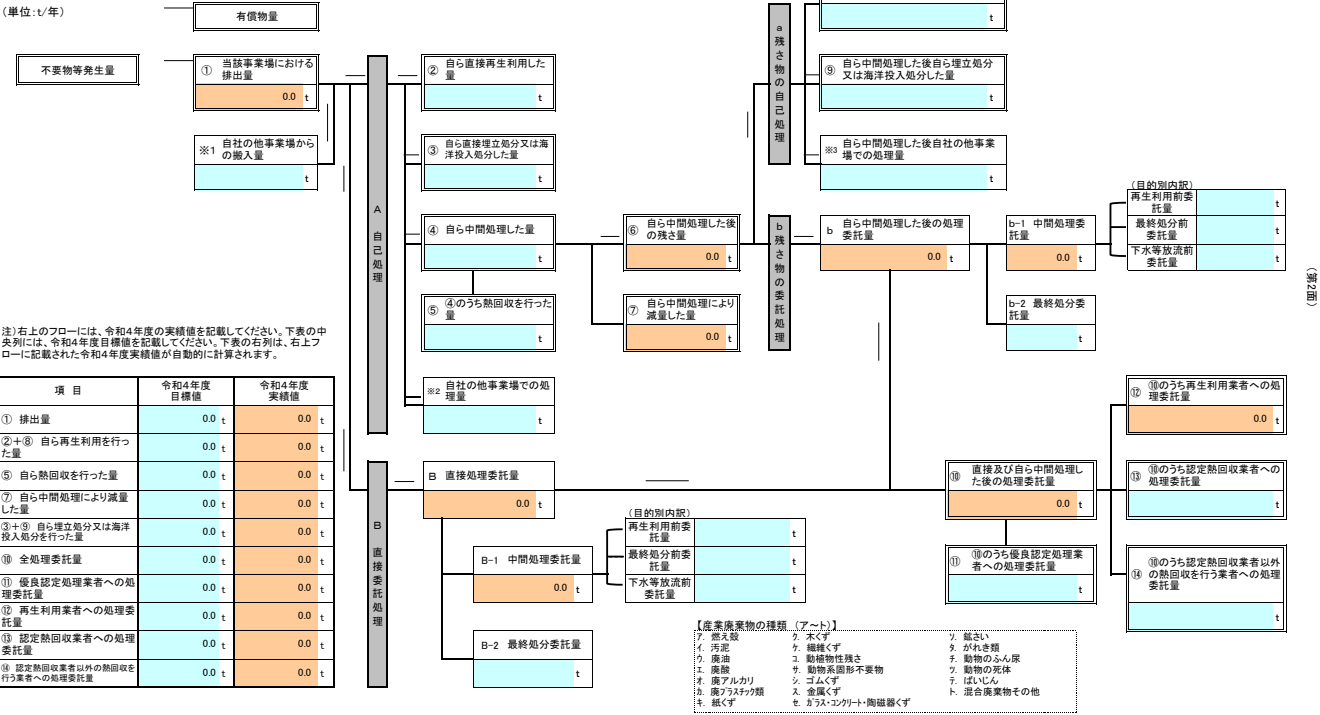 （単位：t/年）
有償物量
不要物等発生量
① 当該事業場における
排出量
0.0 t
※1 自社の他事業場から
の搬入量
t
A 自己処理
② 自ら直接再生利用した
量
t
③ 自ら直接埋立処分又は海
洋投入処分した量
t
④ 自ら中間処理した量
t
⑤ ④のうち熱回収を行った
量
t
※2 自社の他事業場での処
理量
t
⑥ 自ら中間処理した後
の残さ量
0.0 t
⑦ 自ら中間処理により
減量した量
0.0 t
a 残さ物の自己処理
t
⑨ 自ら中間処理した後自ら埋立処分
又は海洋投入処分した量
t
※3 自ら中間処理した後自社の他事業
場での処理量
t
b 残さ物の委託処理
b 自ら中間処理した後の処理
委託量
0.0 t
b-1 中間処理委
託量
0.0 t
b-2 最終処分委
託量
t
（目的別内訳）
再生利用前委
託量
t
最終処分前
委託量
t
下水等放流前
委託量
t
（第2面）
注）右上のフローには、令和４年度の実績値を記載してください。下表の中
央列には、令和４年度目標値を記載してください。下表の右列は、右上フ
ローに記載された令和４年度実績値が自動的に計算されます。
項 目
令和４年度
目標値
令和４年度
実績値
① 排出量
0.0 t 0.0 t
②＋⑧ 自ら再生利用を行っ
た量
0.0 t 0.0 t
⑤ 自ら熱回収を行った量
0.0 t 0.0 t
⑦ 自ら中間処理により減量
した量
0.0 t 0.0 t
③＋⑨ 自ら埋立処分又は海洋
投入処分を行った量
0.0 t 0.0 t
⑩ 全処理委託量
0.0 t 0.0 t
⑪ 優良認定処理業者への処
理委託量
0.0 t 0.0 t
⑫ 再生利用業者への処理委
託量
0.0 t 0.0 t
⑬ 認定熱回収業者への処理
委託量
0.0 t 0.0 t
⑭ 認定熱回収業者以外の熱回収を
行う業者への処理委託量
0.0 t 0.0 t
B 直接委託処理
B 直接処理委託量
0.0 t
B-1 中間処理委託量
0.0 t
B-2 最終処分委託量
t
（目的別内訳）
再生利用前委
託量
t
最終処分前委
託量
t
下水等放流前
委託量
t
⑩ 直接及び自ら中間処理し
た後の処理委託量
0.0 t
⑪ ⑩のうち優良認定処理業
者への処理委託量
t
⑫ ⑩のうち再生利用業者への処
理委託量
0.0 t
⑬ ⑩のうち認定熱回収業者への
処理委託量
t
⑭ ⑩のうち認定熱回収業者以外
の熱回収を行う業者への処理
委託量
t
【産業廃棄物の種類 （ア～ト）】
ア．燃え殻 ク．木くず ソ．鉱さい
イ．汚泥 ケ．繊維くず タ．がれき類
ウ．廃油 コ．動植物性残さ チ．動物のふん尿
エ．廃酸 サ．動物系固形不要物 ツ．動物の死体
オ．廃アルカリ シ．ゴムくず テ．ばいじん
カ．廃プラスチック類 ス．金属くず ト．混合廃棄物その他
キ．紙くず セ．ガラス・コンクリート・陶磁器くず